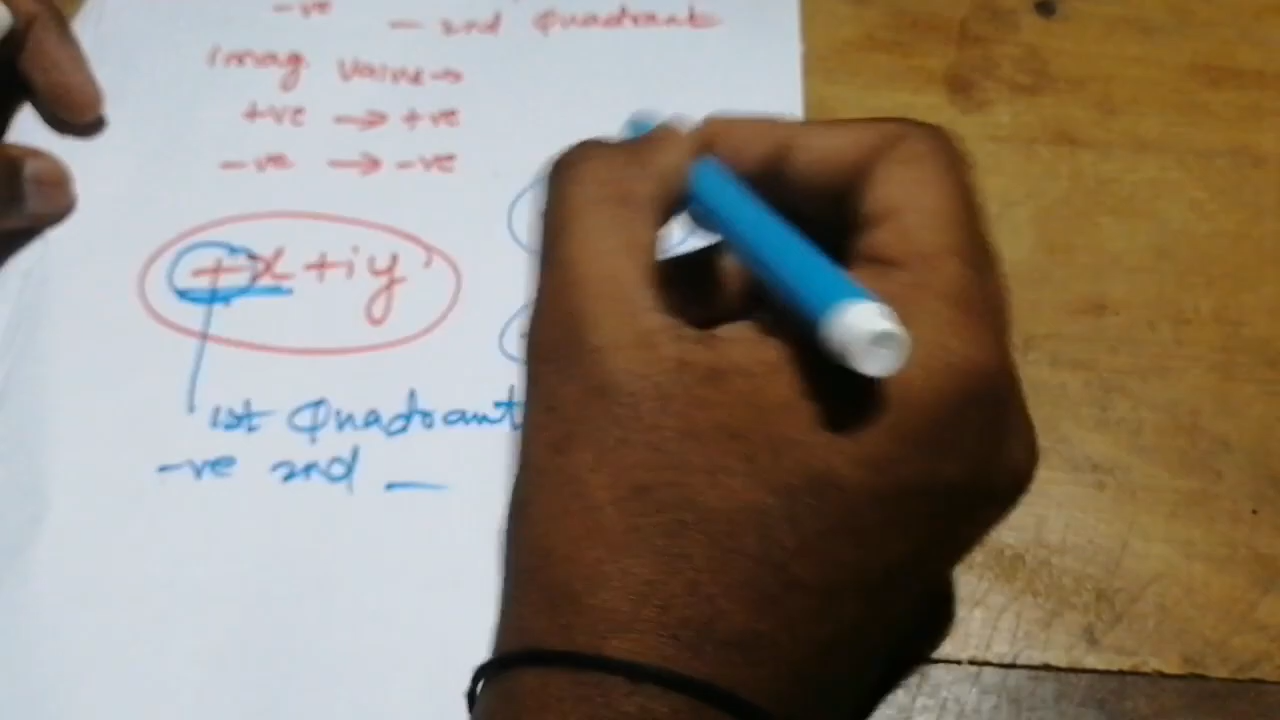 -ve - 2nd Quadrant
imag value →
+ve → +ve
-ve → -ve
+x +iy
1st Quadrant
-ve 2nd -